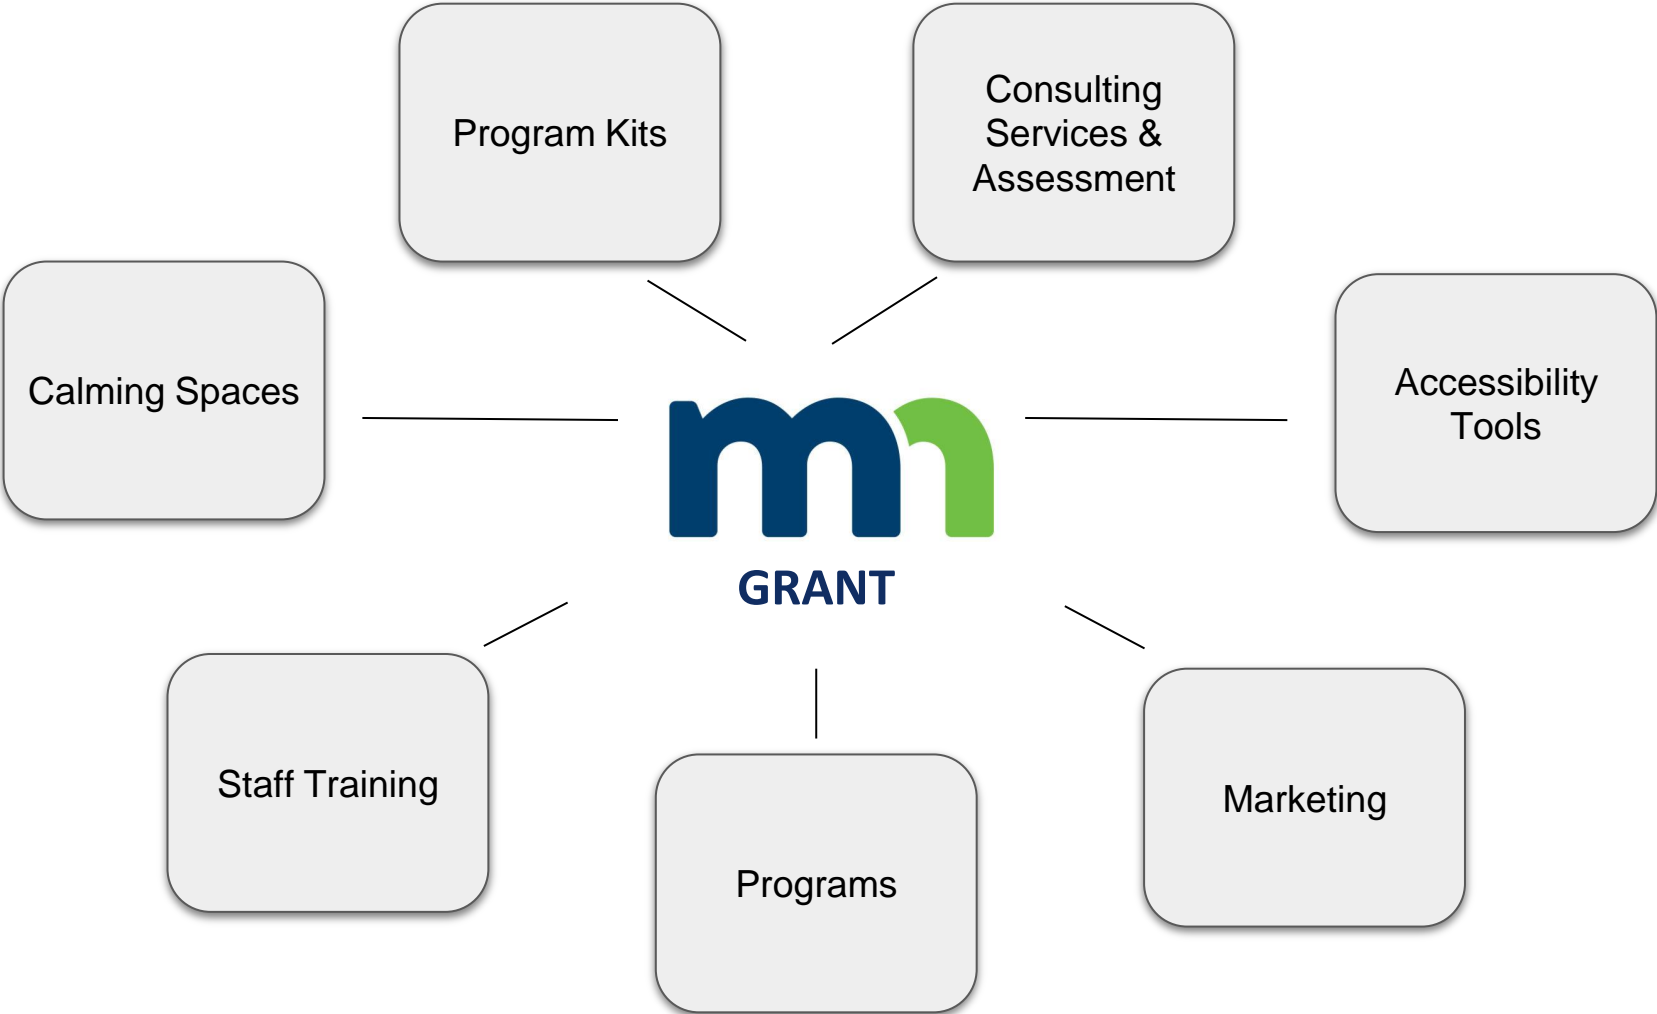 Program Kits
Consulting
Services &
Assessment
Calming Spaces
Accessibility
Tools
mn
GRANT
Staff Training
Programs
Marketing